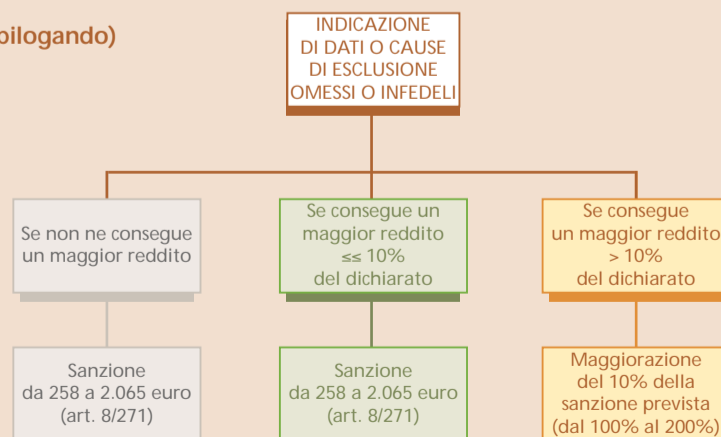 pilogando)
INDICAZIONE
DI DATI O CAUSE
DI ESCLUSIONE
OMESSI O INFEDELI
Se non ne consegue
un maggior reddito
Se consegue un
maggior reddito
≤≤ 10%
del dichiarato
Se consegue
un maggior reddito
> 10%
del dichiarato
Sanzione
da 258 a 2.065 euro
(art. 8/271)
Sanzione
da 258 a 2.065 euro
(art. 8/271)
Maggiorazione
del 10% della
sanzione prevista
(dal 100% al 200%)